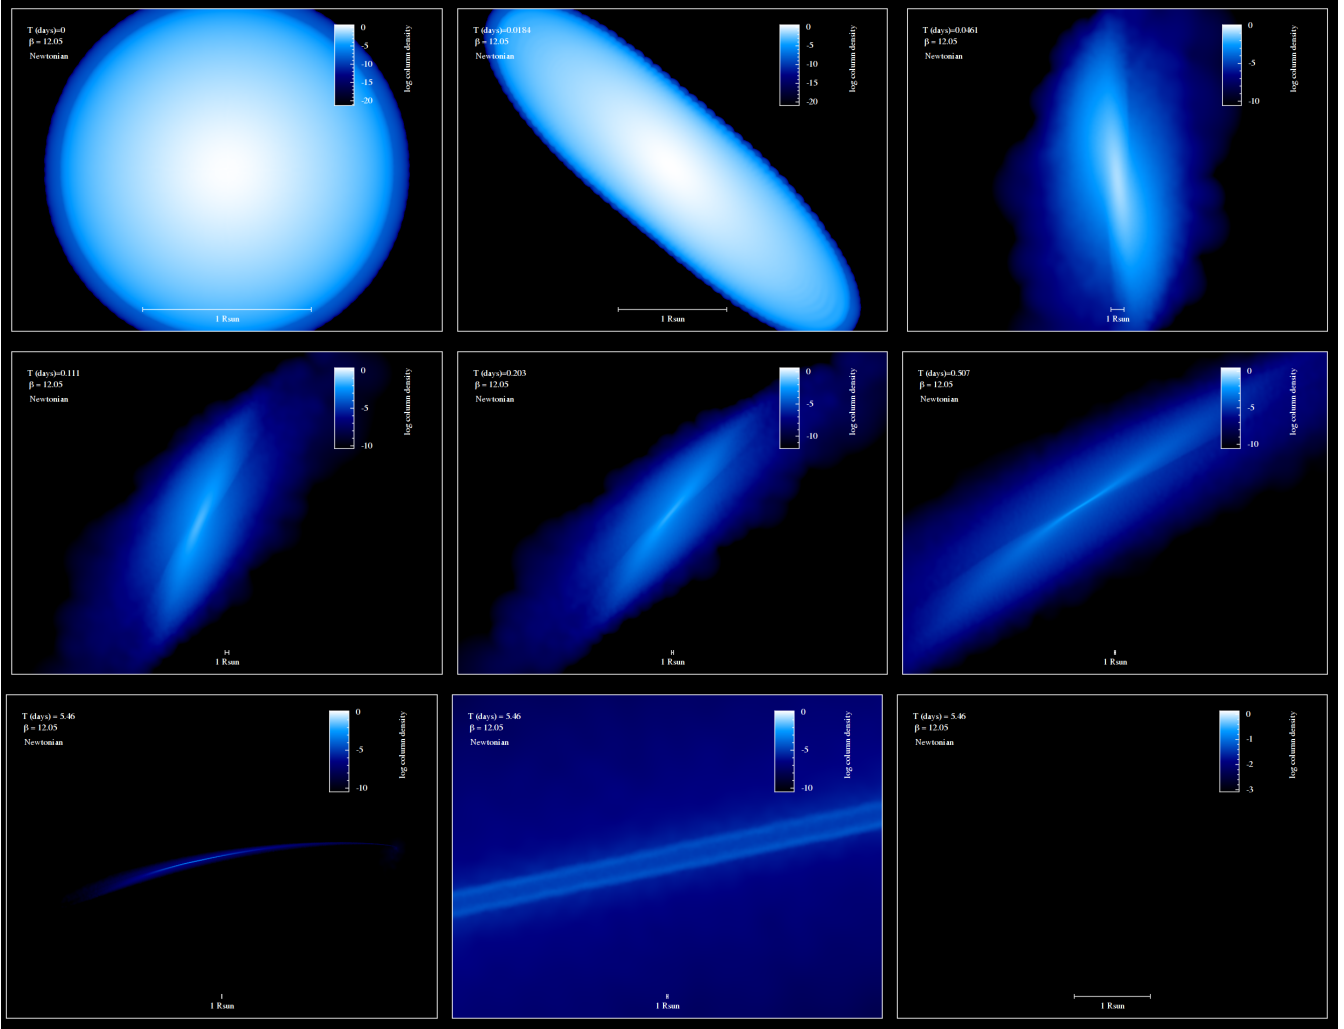 T (days)=0
β = 12.05
Newtonian
0
-5
-10
-15
-20
log column density
1 Rsun
T (days)=0.0184
β = 12.05
Newtonian
0
-5
-10
-15
-20
log column density
1 Rsun
T (days)=0.0461
β = 12.05
Newtonian
0
-5
-10
log column density
1 Rsun
T (days)=0.111
β = 12.05
Newtonian
0
-5
-10
log column density
1 Rsun
T (days)=0.203
β = 12.05
Newtonian
0
-5
-10
log column density
1 Rsun
T (days)=0.507
β = 12.05
Newtonian
0
-5
-10
log column density
1 Rsun
T (days) = 5.46
β = 12.05
Newtonian
0
-5
-10
log column density
1 Rsun
T (days) = 5.46
β = 12.05
Newtonian
0
-5
-10
log column density
1 Rsun
T (days) = 5.46
β = 12.05
Newtonian
0
-1
-2
-3
log column density
1 Rsun